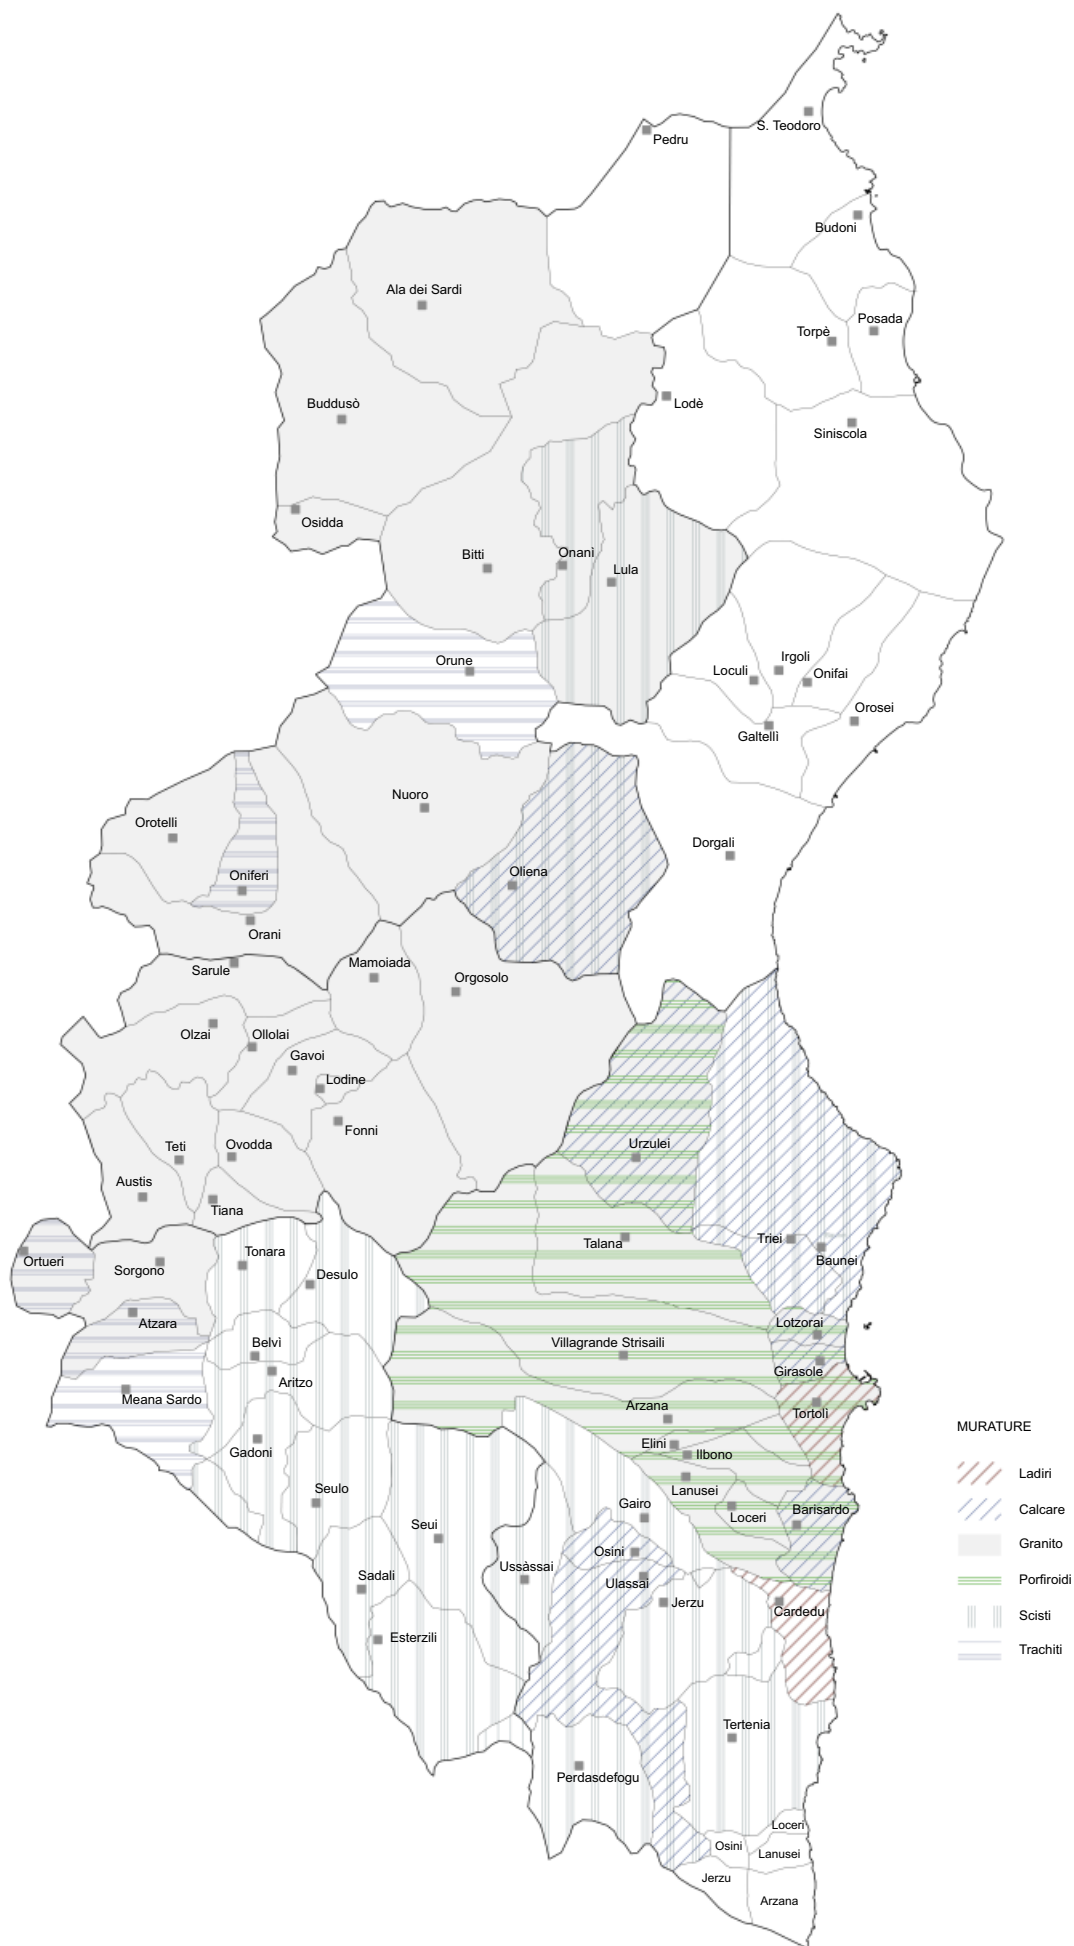 S. Teodoro
Pedru
Budoni
Ala dei Sardi
Posada
Torpè
Lodè
Buddusò
Siniscola
Osidda
Bitti
Onanì
Lula
Orune
Irgoli
Loculi
Onifai
Orosei
Galtellì
Nuoro
Orotelli
Dorgali
Oniferi
Oliena
Orani
Sarule
Mamoiada
Orgosolo
Olzai
Ollolai
Gavoi
Lodine
Fonni
Teti
Ovodda
Urzulei
Austis
Tiana
Talana
Triei
Baunei
Ortueri
Sorgono
Tonara
Desulo
Atzara
Lotzorai
Belvì
Villagrande Strisaili
Girasole
Aritzo
Meana Sardo
Arzana
Tortolì
MURATURE
Elini
Ilbono
Gadoni
Ladiri
Lanusei
Seulo
Gairo
Loceri
Barisardo
Calcare
Seui
Granito
Osini
Ussàssai
Sadali
Ulassai
Porfiroidi
Jerzu
Cardedu
Scisti
Esterzili
Trachiti
Tertenia
Perdasdefogu
Loceri
Osini
Lanusei
Jerzu
Arzana